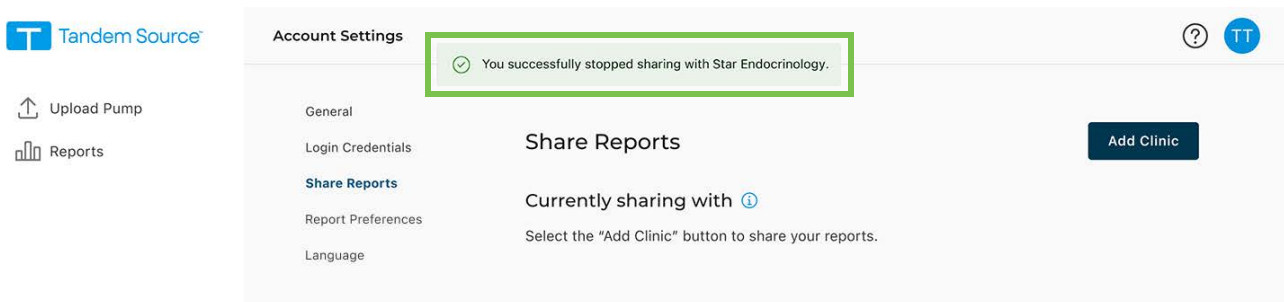 Tandem Source™
Account Settings
You successfully stopped sharing with Star Endocrinology.
TT
Upload Pump
Reports
General
Login Credentials
Share Reports
Report Preferences
Language
Share Reports
Add Clinic
Currently sharing with
Select the “Add Clinic” button to share your reports.